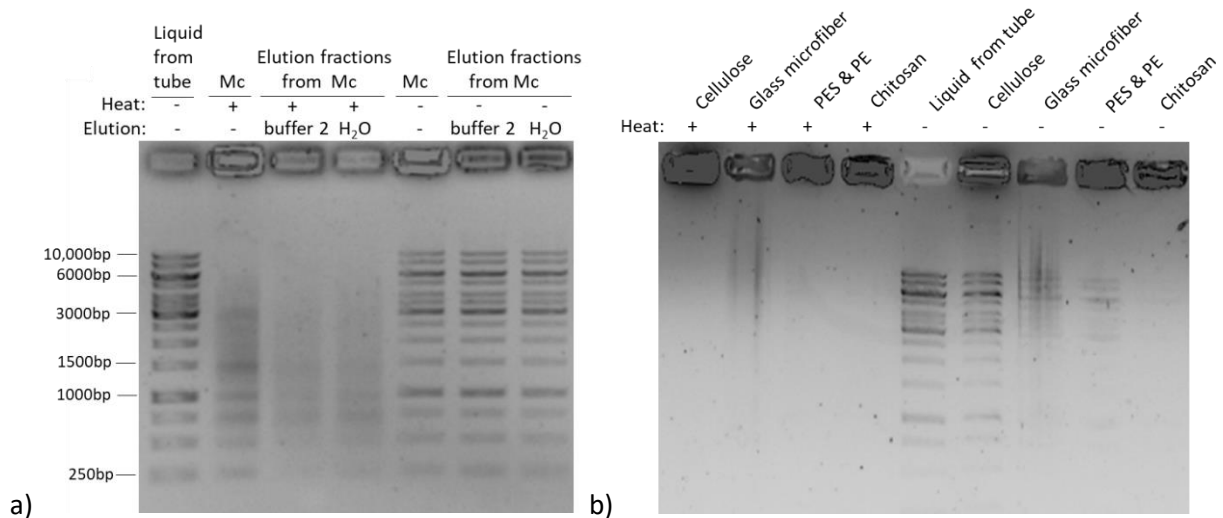 Liquid
from
tube
Mc
Elution fractions
from Mc
Mc
Elution fractions
from Mc
Heat: - + + + - - -
Elution: - - buffer 2 H₂O - buffer 2 H₂O
10,000bp
6000bp
3000bp
1500bp
1000bp
250bp
a)
Cellulose
Glass microfiber
PES & PE
Chitosan
Liquid from tube
Cellulose
Glass microfiber
PES & PE
Chitosan
Heat: + + + + - - - - -
b)